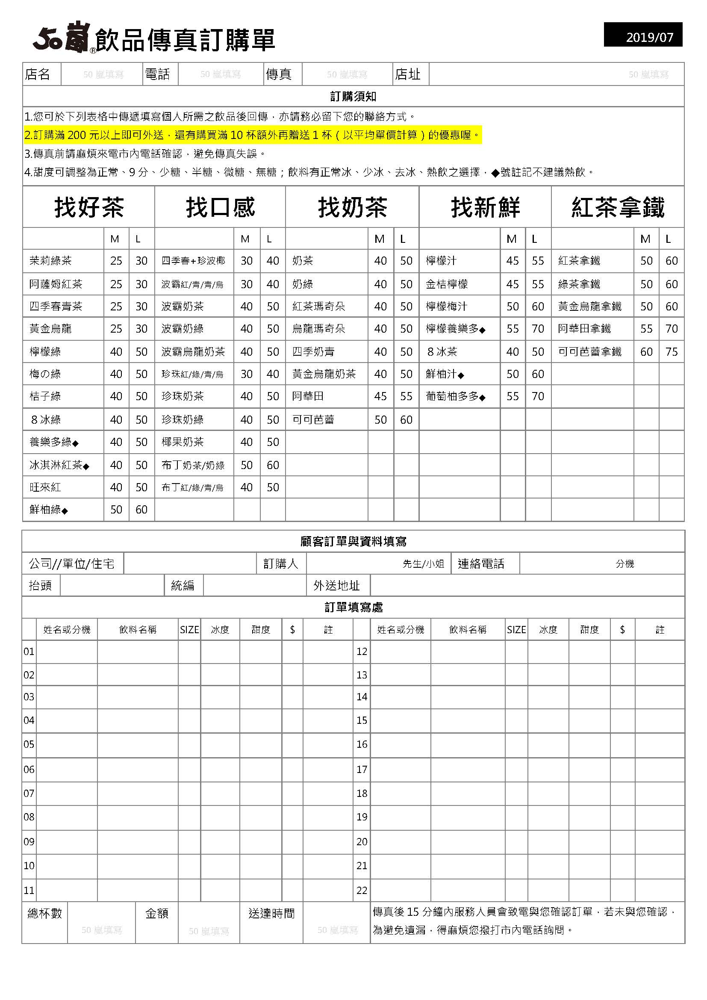 50嵐®飲品傳真訂購單
2019/07
店名 50 嵐填寫 電話 50 嵐填寫 傳真 50 嵐填寫 店址 50 嵐填寫
訂購須知
1.您可於下列表格中傳遞填寫個人所需之飲品後回傳，亦請務必留下您的聯絡方式。
2.訂購滿 200 元以上即可外送，還有購買滿 10 杯額外再贈送 1 杯（以平均單價計算）的優惠喔。
3.傳真前請麻煩來電市內電話確認，避免傳真失誤。
4.甜度可調整為正常、9 分、少糖、半糖、微糖、無糖；飲料有正常冰、少冰、去冰、熱飲之選擇，◆號註記不建議熱飲。
找好茶 找口感 找奶茶 找新鮮 紅茶拿鐵
M L M L M L M L M L
茉莉綠茶 25 30 四季春+珍波椰 30 40 奶茶 40 50 檸檬汁 45 55 紅茶拿鐵 50 60
阿薩姆紅茶 25 30 波霸紅/青/青/烏 30 40 奶綠 40 50 金桔檸檬 45 55 綠茶拿鐵 50 60
四季春青茶 25 30 波霸奶茶 40 50 紅茶瑪奇朵 40 50 檸檬梅汁 50 60 黃金烏龍拿鐵 50 60
黃金烏龍 25 30 波霸奶綠 40 50 烏龍瑪奇朵 40 50 檸檬養樂多◆ 55 70 阿華田拿鐵 55 70
檸檬綠 40 50 波霸烏龍奶茶 40 50 四季奶青 40 50 ８冰茶 40 50 可可芭蕾拿鐵 60 75
梅の綠 40 50 珍珠紅/綠/青/烏 30 40 黃金烏龍奶茶 40 50 鮮柚汁◆ 50 60
桔子綠 40 50 珍珠奶茶 40 50 阿華田 45 55 葡萄柚多多◆ 55 70
８冰綠 40 50 珍珠奶綠 40 50 可可芭蕾 50 60
養樂多綠◆ 40 50 椰果奶茶 40 50
冰淇淋紅茶◆ 40 50 布丁奶茶/奶綠 50 60
旺來紅 40 50 布丁紅/綠/青/烏 40 50
鮮柚綠◆ 50 60
顧客訂單與資料填寫
公司//單位/住宅 訂購人 先生/小姐 連絡電話 分機
抬頭 統編 外送地址
訂單填寫處
姓名或分機 飲料名稱 SIZE 冰度 甜度 $ 註 姓名或分機 飲料名稱 SIZE 冰度 甜度 $ 註
01 12
02 13
03 14
04 15
05 16
06 17
07 18
08 19
09 20
10 21
11 22
總杯數 50 嵐填寫 金額 50 嵐填寫 送達時間 50 嵐填寫
傳真後 15 分鐘內服務人員會致電與您確認訂單，若未與您確認，
為避免遺漏，得麻煩您撥打市內電話詢問。